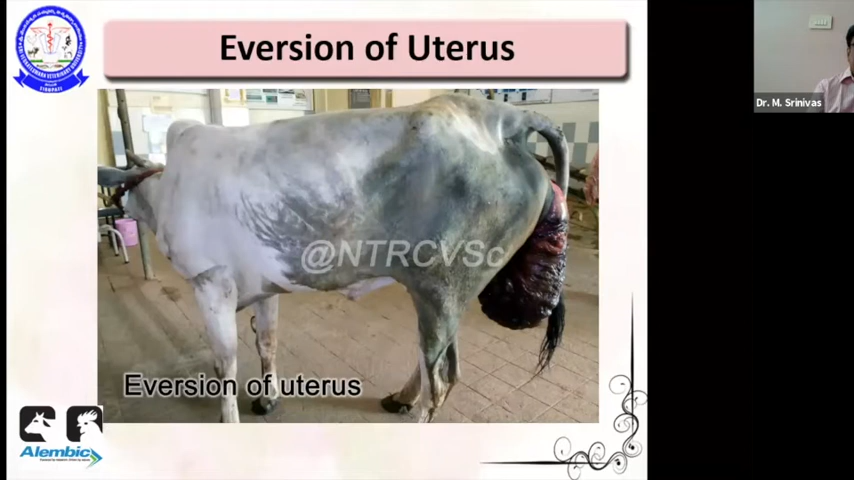 Eversion of Uterus
Dr. M. Srinivas
@NTRCVSc
Eversion of uterus
Alembic